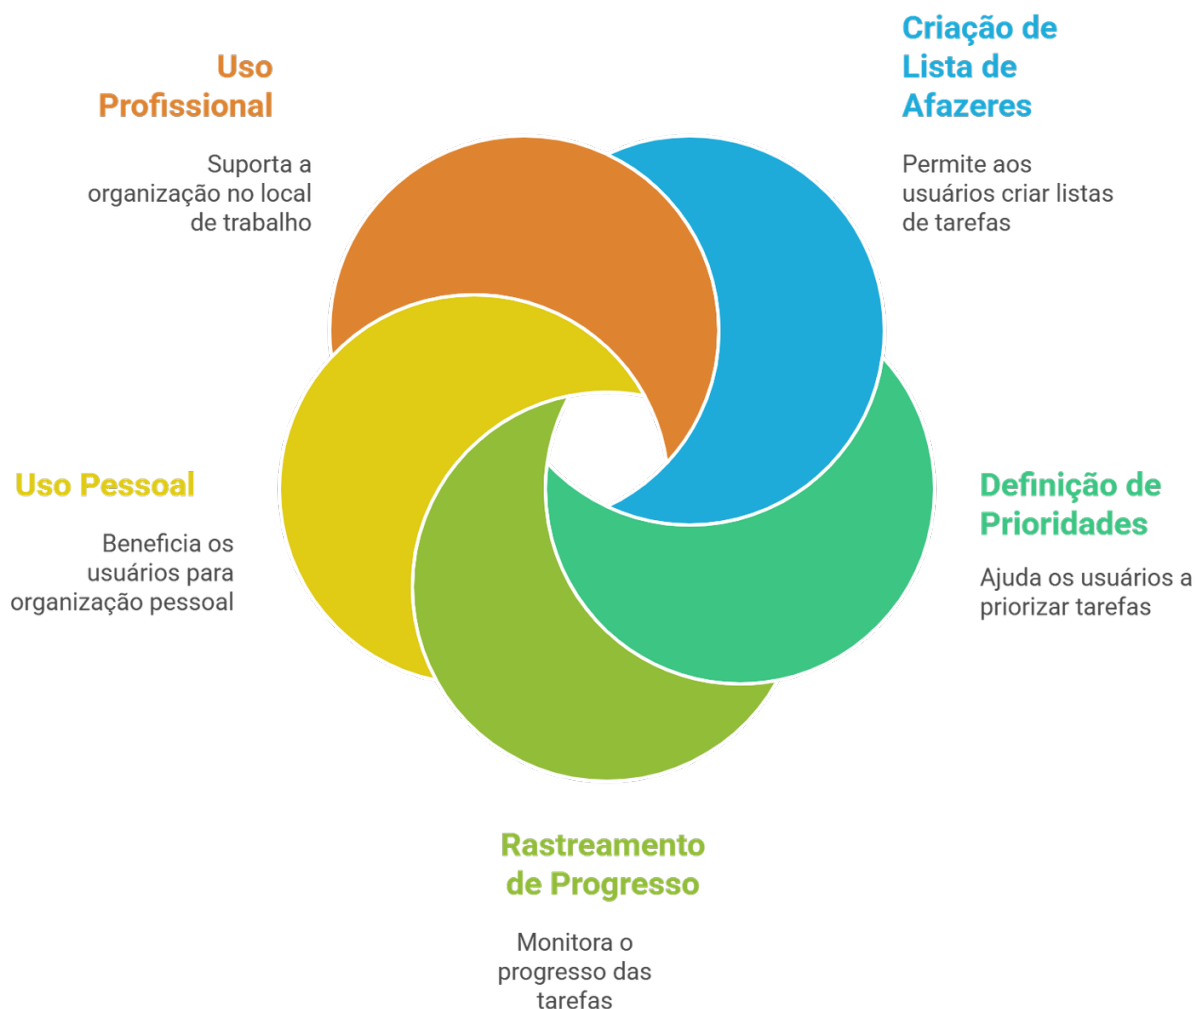 Uso
Profissional
Suporta a
organização no local
de trabalho
Criação de
Lista de
Afazeres
Permite aos
usuários criar listas
de tarefas
Uso Pessoal
Beneficia os
usuários para
organização pessoal
Definição de
Prioridades
Ajuda os usuários a
priorizar tarefas
Rastreamento
de Progresso
Monitora o
progresso das
tarefas